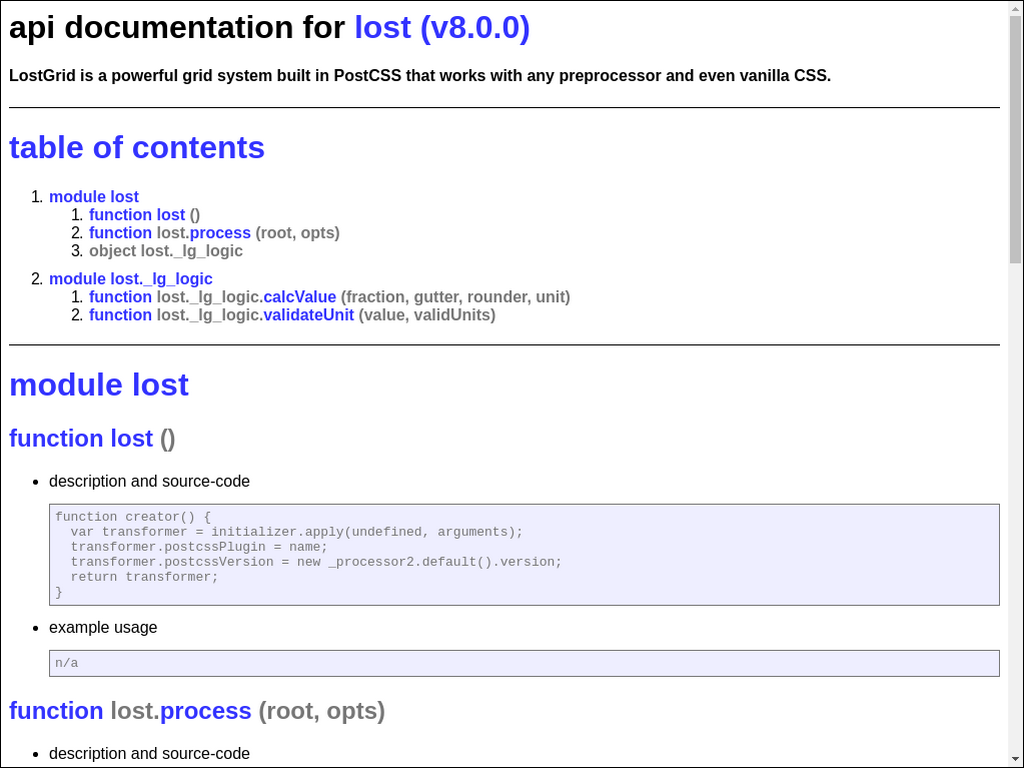 api documentation for lost (v8.0.0)
LostGrid is a powerful grid system built in PostCSS that works with any preprocessor and even vanilla CSS.
table of contents
1. module lost
1. function lost ()
2. function lost.process (root, opts)
3. object lost._lg_logic
2. module lost._lg_logic
1. function lost._lg_logic.calcValue (fraction, gutter, rounder, unit)
2. function lost._lg_logic.validateUnit (value, validUnits)
module lost
function lost ()
• description and source-code
function creator() {
  var transformer = initializer.apply(undefined, arguments);
  transformer.postcssPlugin = name;
  transformer.postcssVersion = new _processor2.default().version;
  return transformer;
}
• example usage
n/a
function lost.process (root, opts)
• description and source-code